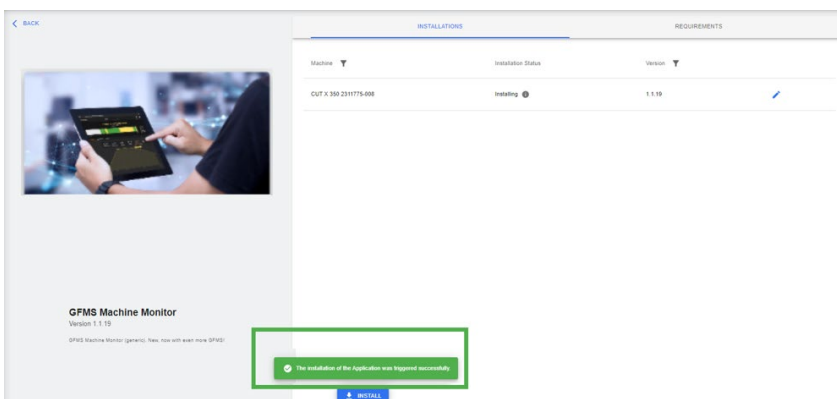 BACK
INSTALLATIONS
REQUIREMENTS
Machine
Installation Status
Version
CUT X 350 2311779-008
Installing
1.1.19
GFMS Machine Monitor
Version 1.1.19
GFMS Machine Monitor (generic). New, now with even more GFMS!
The installation of the Application was triggered successfully.
INSTALL